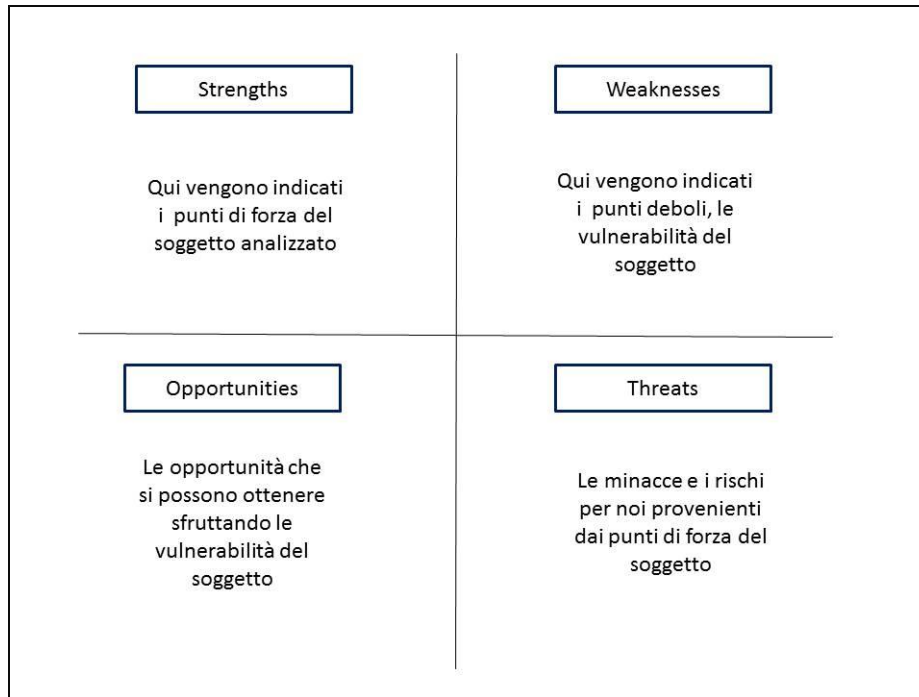 Strengths
Qui vengono indicati
i punti di forza del
soggetto analizzato
Weaknesses
Qui vengono indicati
i punti deboli, le
vulnerabilità del
soggetto
Opportunities
Le opportunità che
si possono ottenere
sfruttando le
vulnerabilità del
soggetto
Threats
Le minacce e i rischi
per noi provenienti
dai punti di forza del
soggetto